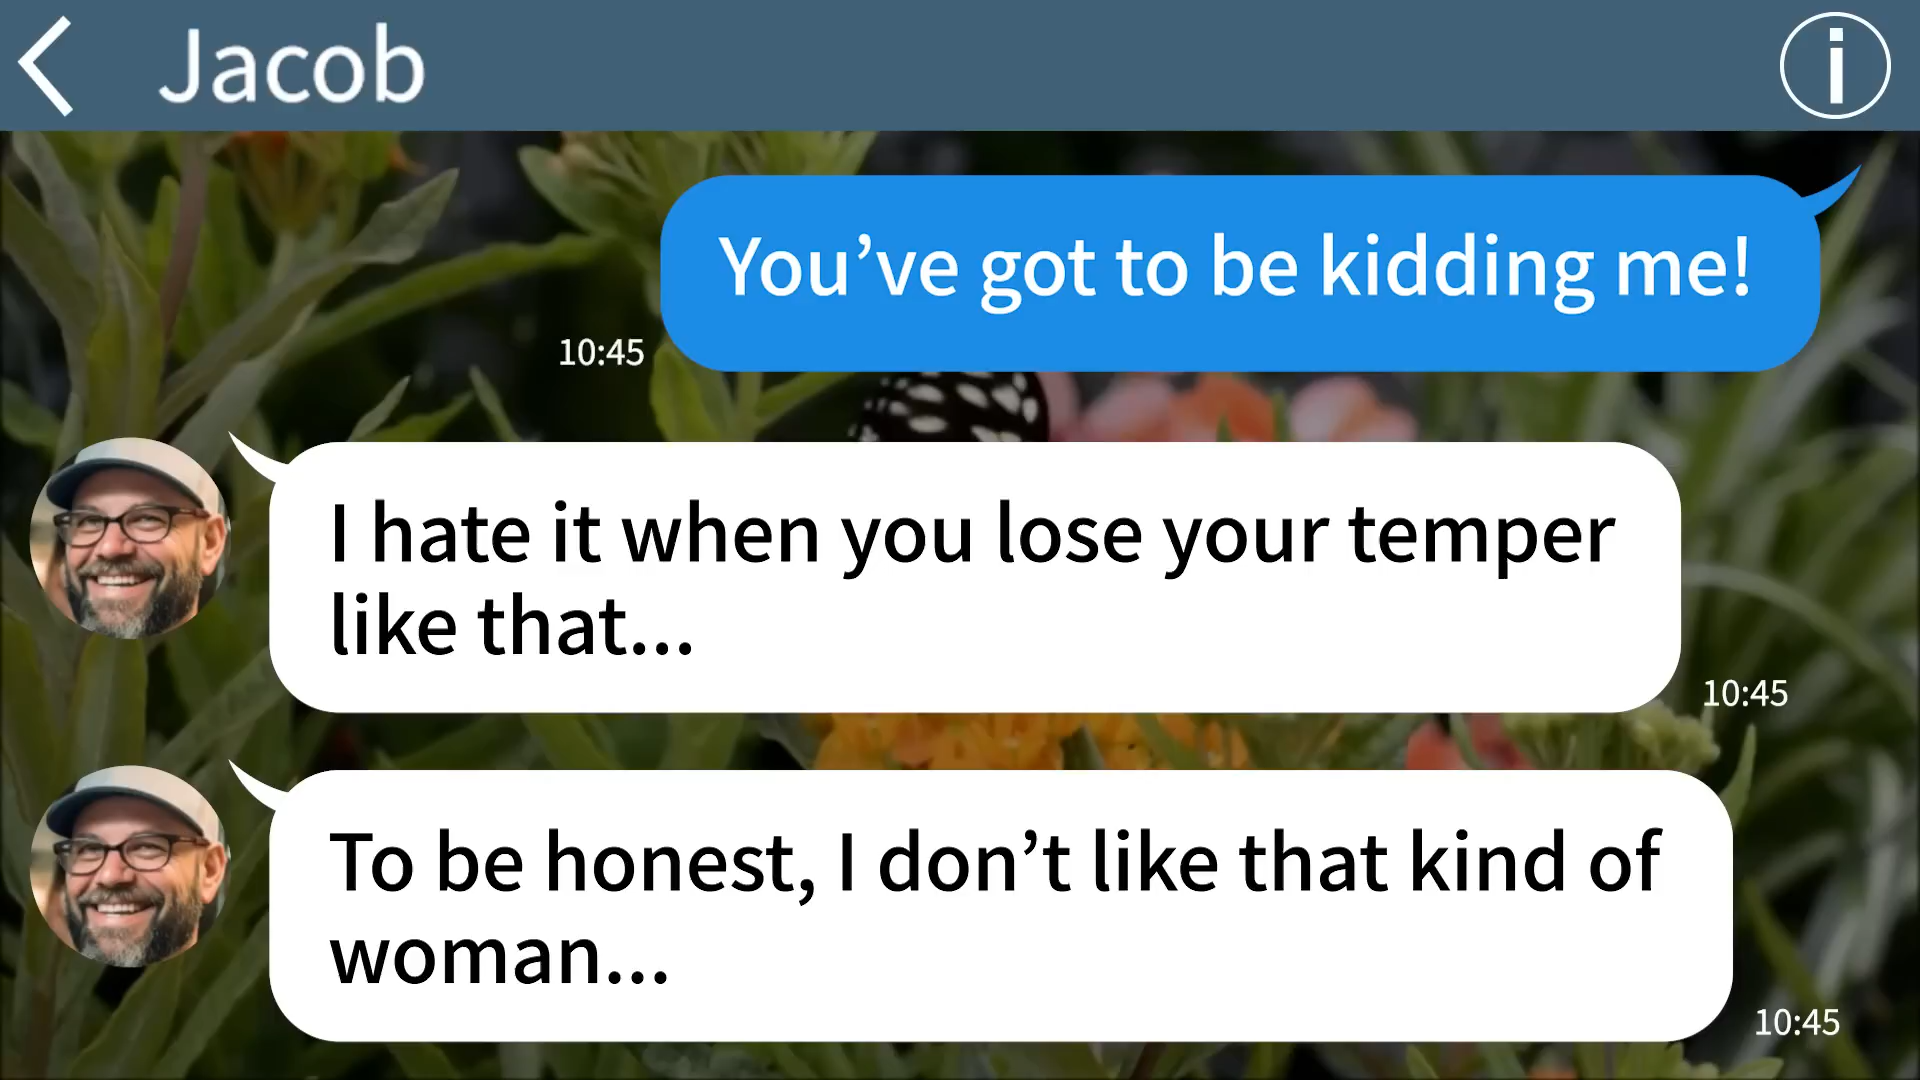 Jacob
You’ve got to be kidding me!
10:45
I hate it when you lose your temper
like that...
10:45
To be honest, I don’t like that kind of
woman...
10:45